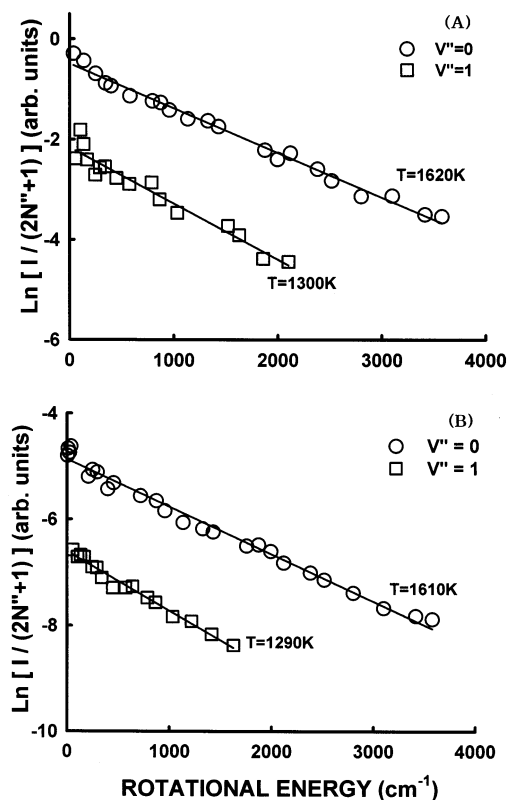 (A)
V"=0
V"=1
Ln [ I / (2N"+1) ] (arb. units)
0
-2
-4
-6
T=1620K
T=1300K
0 1000 2000 3000 4000
(B)
V" = 0
V" = 1
Ln [ I / (2N"+1) ] (arb. units)
-4
-6
-8
-10
T=1610K
T=1290K
0 1000 2000 3000 4000
ROTATIONAL ENERGY (cm⁻¹)